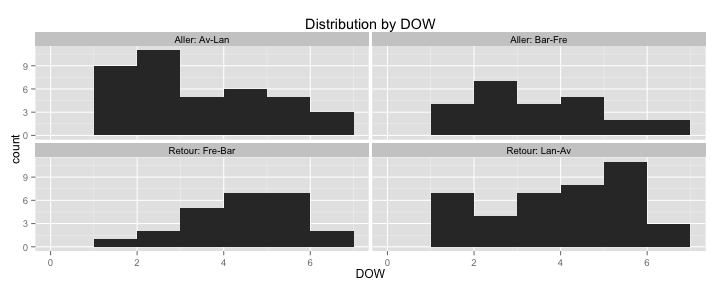 Distribution by DOW
Aller: Av-Lan
Aller: Bar-Fre
9
6
3
0
Retour: Fre-Bar
Retour: Lan-Av
9
6
3
0
count
0 2 4 6 0 2 4 6
DOW